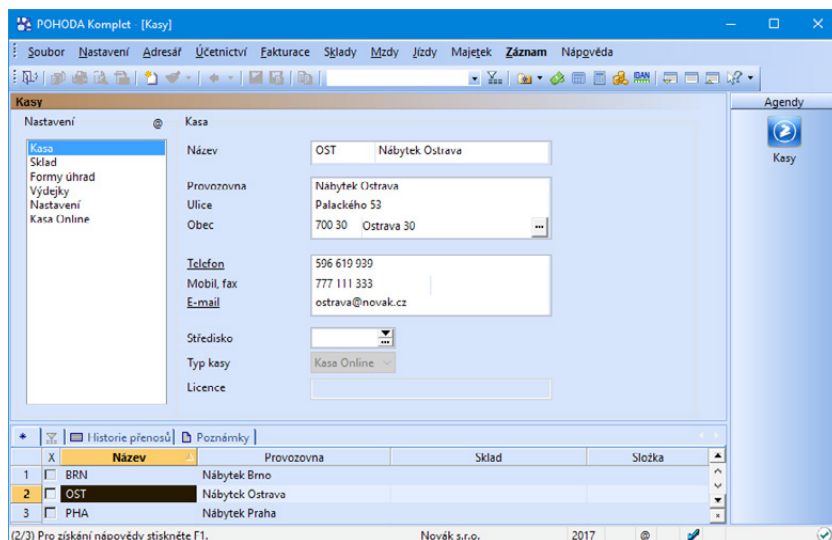 POHODA Komplet - [Kasy]
Soubor Nastavení Adresář Účetnictví Fakturace Sklady Mzdy Jízdy Majetek Záznam Nápověda
Kasy
Agendy
Nastavení @ Kasa
Kasa
Sklad
Formy úhrad
Výdejky
Nastavení
Kasa Online
Název OST Nábytek Ostrava
Provozovna Nábytek Ostrava
Ulice Palackého 53
Obec 700 30 Ostrava 30
Telefon 596 619 939
Mobil, fax 777 111 333
E-mail ostrava@novak.cz
Středisko
Typ kasy Kasa Online
Licence
Kasy
* Historie přenosů Poznámky
X Název Provozovna Sklad Složka
1 BRN Nábytek Brno
2 OST Nábytek Ostrava
3 PHA Nábytek Praha
(2/3) Pro získání nápovědy stiskněte F1. Novák s.r.o. 2017 @